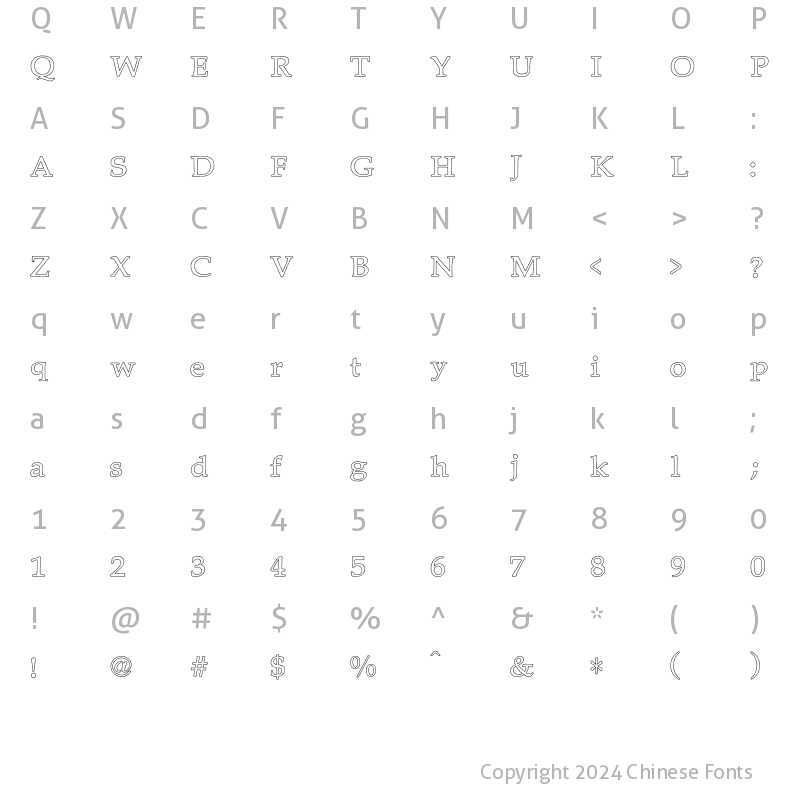 Q W E R T Y U I O P
Q W E R T Y U I O P
A S D F G H J K L :
A S D F G H J K L :
Z X C V B N M < > ?
Z X C V B N M < > ?
q w e r t y u i o p
q w e r t y u i o p
a s d f g h j k l ;
a s d f g h j k l ;
1 2 3 4 5 6 7 8 9 0
1 2 3 4 5 6 7 8 9 0
! @ # $ % ^ & * ( )
! @ # $ % ^ & * ( )
Copyright 2024 Chinese Fonts